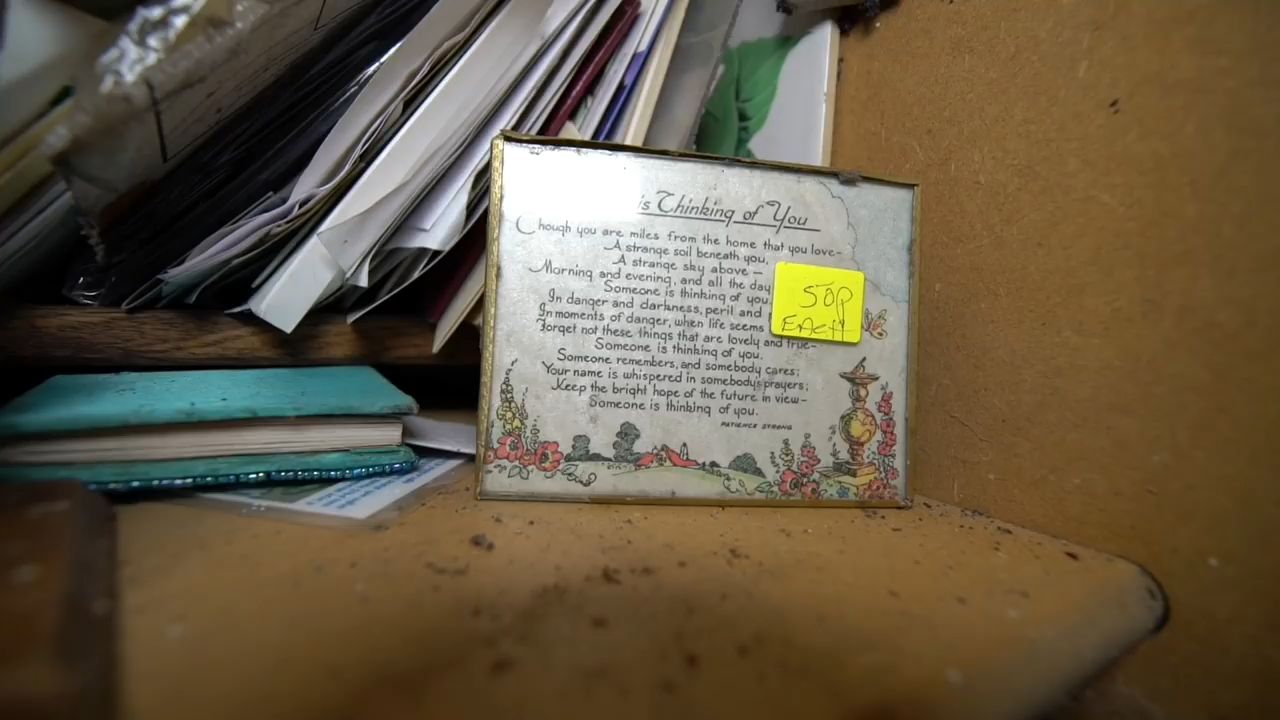 is Thinking of You
Though you are miles from the home that you love-
A strange soil beneath you,
A strange sky above —
Morning and evening, and all the day
Someone is thinking of you.
In danger and darkness, peril and
In moments of danger, when life seems
Forget not these things that are lovely and true-
Someone is thinking of you.
Someone remembers, and somebody cares;
Your name is whispered in somebody's prayers;
Keep the bright hope of the future in view-
Someone is thinking of you.
PATIENCE STRONG
50p
EACH